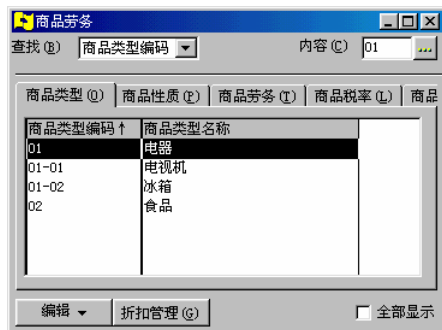 商品劳务
查找(B) 商品类型编码 内容(C) 01 ...
商品类型(O) 商品性质(P) 商品劳务(T) 商品税率(L) 商品
商品类型编码↑ 商品类型名称
01 电器
01-01 电视机
01-02 冰箱
02 食品
编辑 折扣管理(G) 全部显示